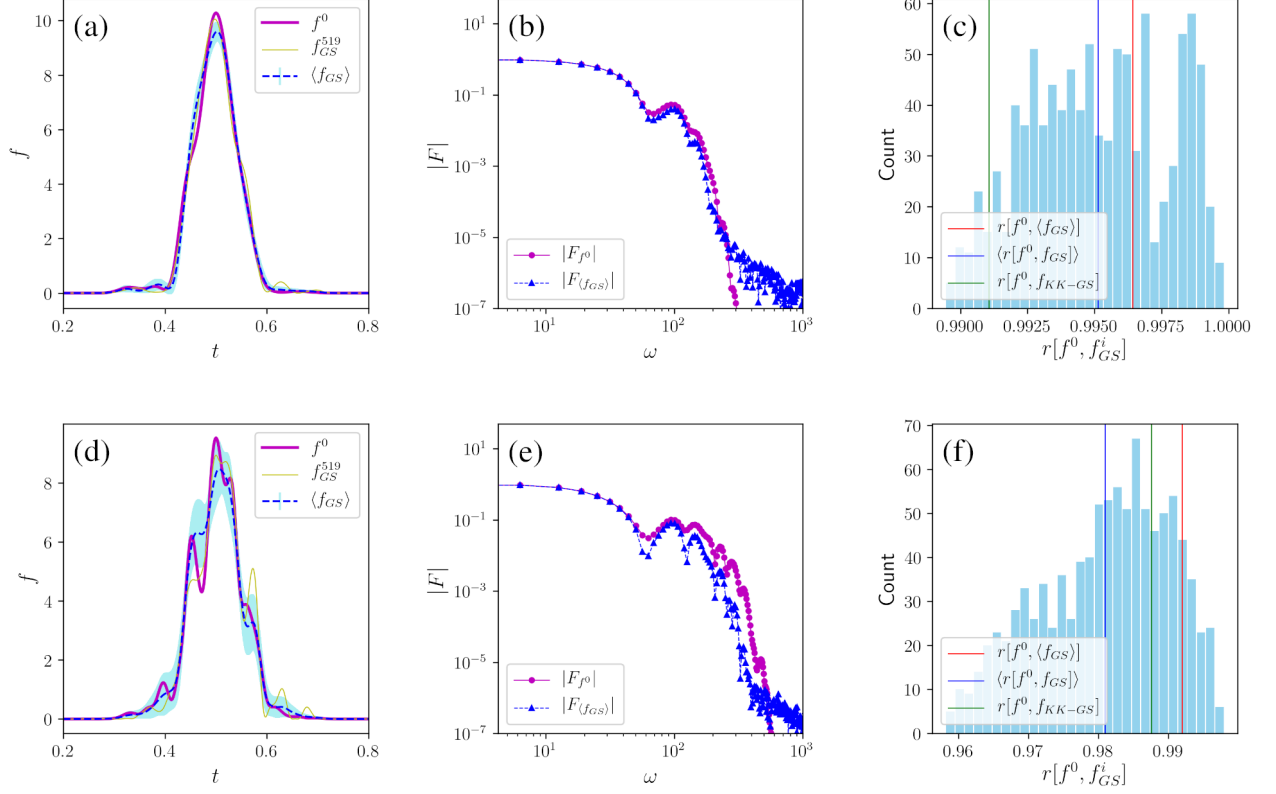 (a)
f^0
f_{GS}^{519}
⟨f_{GS}⟩
10
8
6
4
2
0
f
0.2 0.4 0.6 0.8
t
(b)
10^1
10^{-1}
10^{-3}
10^{-5}
10^{-7}
|F|
|F_{f^0}|
|F_{⟨f_{GS}⟩}|
10^1 10^2 10^3
ω
(c)
60
50
40
30
20
10
0
Count
r[f^0, ⟨f_{GS}⟩]
⟨r[f^0, f_{GS}]⟩
r[f^0, f_{KK-GS}]
0.9900 0.9925 0.9950 0.9975 1.0000
r[f^0, f_{GS}^i]
(d)
f^0
f_{GS}^{519}
⟨f_{GS}⟩
8
6
4
2
0
f
0.2 0.4 0.6 0.8
t
(e)
10^1
10^{-1}
10^{-3}
10^{-5}
10^{-7}
|F|
|F_{f^0}|
|F_{⟨f_{GS}⟩}|
10^1 10^2 10^3
ω
(f)
70
60
50
40
30
20
10
0
Count
r[f^0, ⟨f_{GS}⟩]
⟨r[f^0, f_{GS}]⟩
r[f^0, f_{KK-GS}]
0.96 0.97 0.98 0.99
r[f^0, f_{GS}^i]